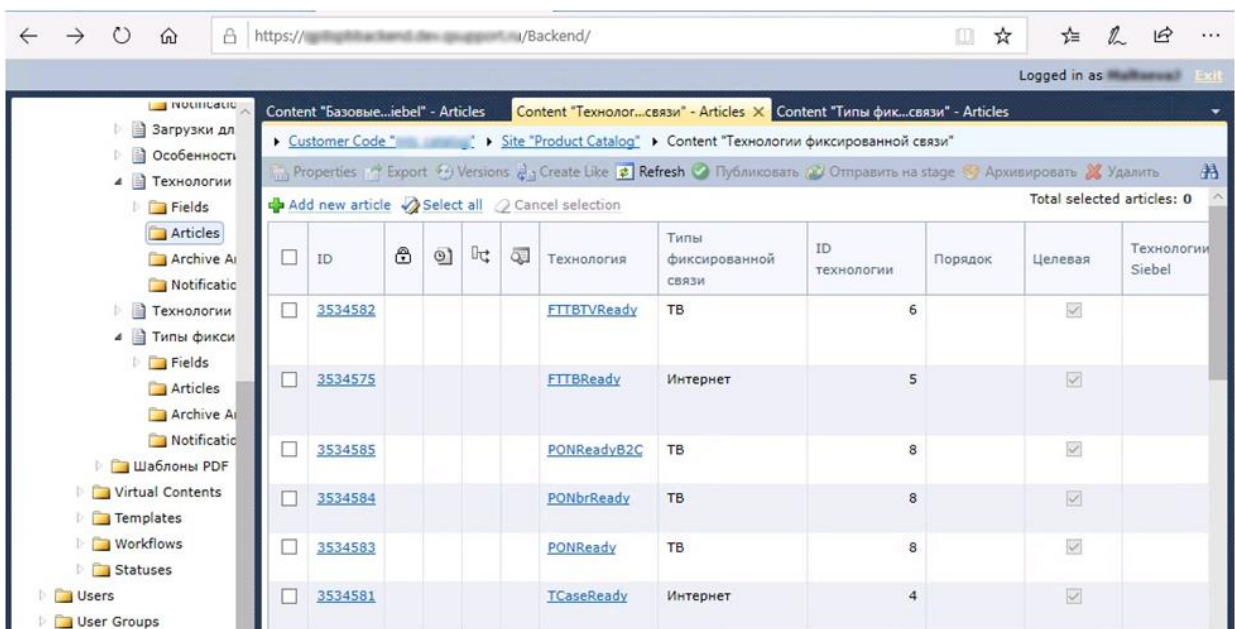 https:// /Backend/
Logged in as
Exit
Загрузки дл
Особенност
Технологии
Fields
Articles
Archive A
Notificatic
Технологии
Типы фикси
Fields
Articles
Archive A
Notificatic
Шаблоны PDF
Virtual Contents
Templates
Workflows
Statuses
Users
User Groups
Content "Базовые...iebel" - Articles Content "Технолог...связи" - Articles Content "Типы фик...связи" - Articles
Customer Code " " Site "Product Catalog" Content "Технологии фиксированной связи"
Properties Export Versions Create Like Refresh Публиковать Отправить на stage Архивировать Удалить
Add new article Select all Cancel selection Total selected articles: 0
ID Технология Типы фиксированной связи ID технологии Порядок Целевая Технологии Siebel
3534582 FTTBTVReady ТВ 6
3534575 FTTBReady Интернет 5
3534585 PONReadyB2C ТВ 8
3534584 PONbrReady ТВ 8
3534583 PONReady ТВ 8
3534581 TCaseReady Интернет 4